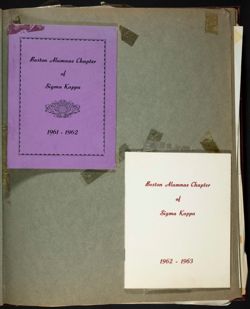 Boston Alumnae Chapter
of
Sigma Kappa
1961 - 1962
Boston Alumnae Chapter
of
Sigma Kappa
1962 - 1963